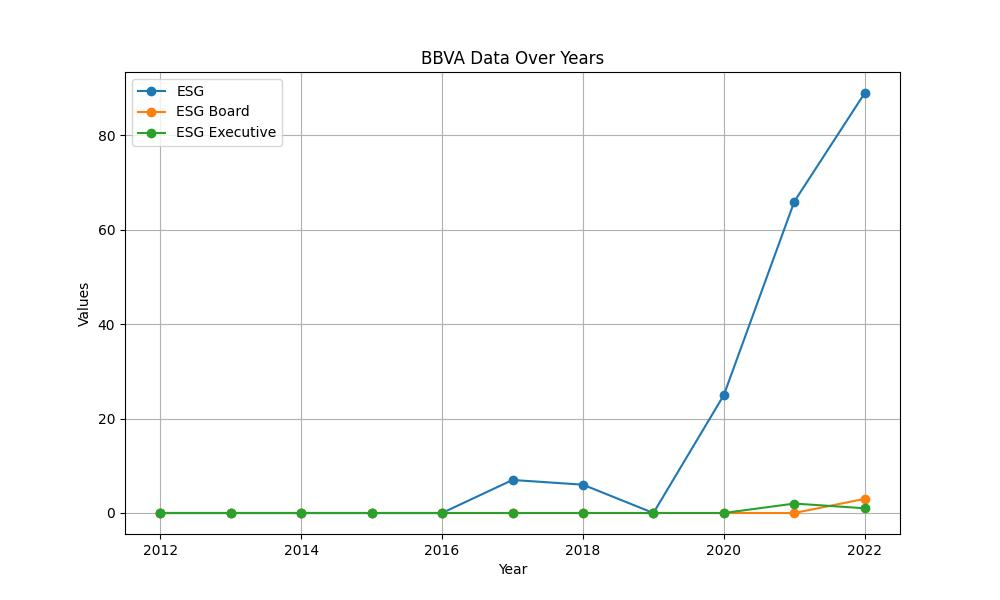 BBVA Data Over Years
ESG
ESG Board
ESG Executive
80
60
40
20
0
Values
2012 2014 2016 2018 2020 2022
Year